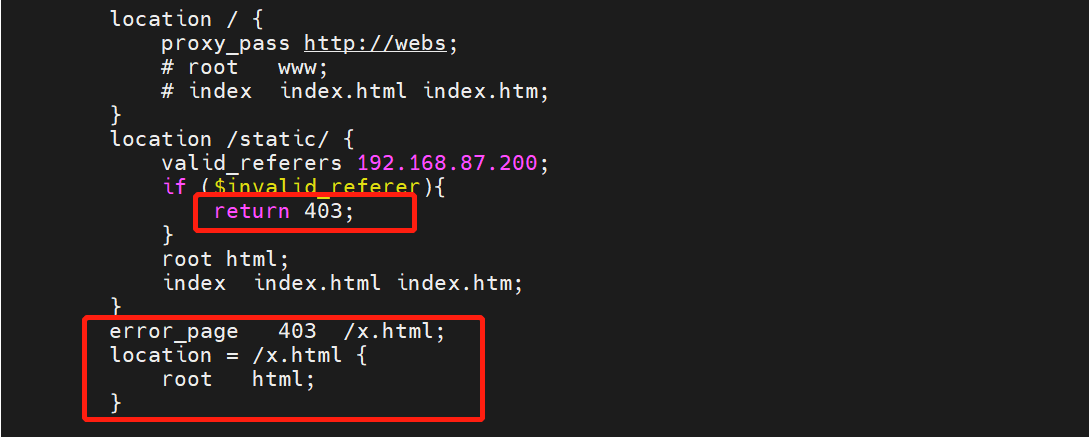 location / {
    proxy_pass http://webs;
    # root   www;
    # index  index.html index.htm;
}
location /static/ {
    valid_referers 192.168.87.200;
    if ($invalid_referer){
        return 403;
    }
    root html;
    index  index.html index.htm;
}
error_page   403  /x.html;
location = /x.html {
    root   html;
}